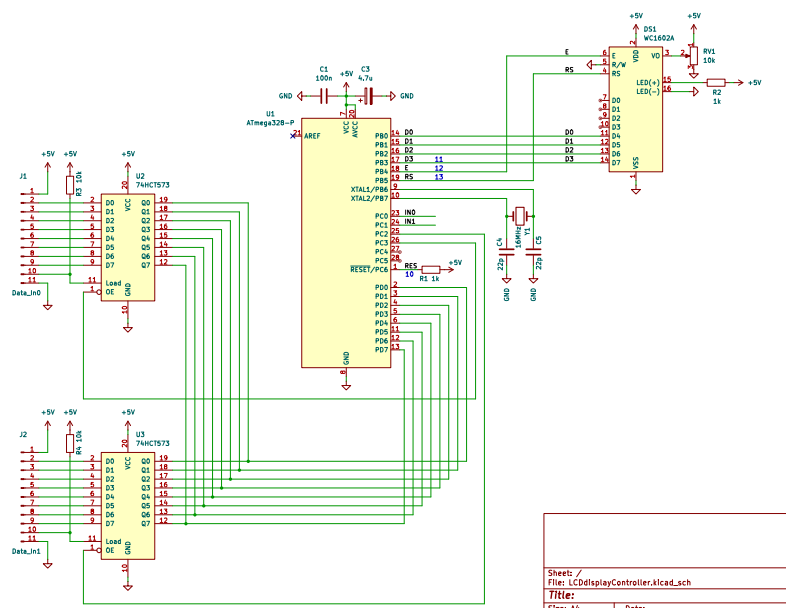 +5V
+5V
DS1
WC1602A
E
6 E
5 R/W
RS
4 RS
2
VDD
VO 3
2
RV1
10k
LED(+) 15
LED(-) 16
R2
1k
+5V
7 D0
8 D1
9 D2
10 D3
D0 11 D4
D1 12 D5
D2 13 D6
D3 14 D7
VSS
1
C1
100n
+5V
C3
4.7u
GND
GND
U1
ATmega328-P
21 AREF
7
VCC
20
AVCC
PB0 14 D0
PB1 15 D1
PB2 16 D2
PB3 17 D3 11
PB4 18 E 12
PB5 19 RS 13
XTAL1/PB6 9
XTAL2/PB7 10
PC0 23 IN0
PC1 24 IN1
PC2 25
PC3 26
PC4 27
PC5 28
RESET/PC6 1 RES
10
R1 1k
+5V
PD0 2
PD1 3
PD2 4
PD3 5
PD4 6
PD5 11
PD6 12
PD7 13
GND
8
16MHz
Y1
C4
22p
C5
22p
GND
GND
J1
+5V
+5V
R3 10k
+5V
U2
74HCT573
20
VCC
1
2
3
4
5
6
7
8
9
10
11
Data_In0
2 D0 Q0 19
3 D1 Q1 18
4 D2 Q2 17
5 D3 Q3 16
6 D4 Q4 15
7 D5 Q5 14
8 D6 Q6 13
9 D7 Q7 12
11 Load
1 OE
GND
10
J2
+5V
+5V
R4 10k
+5V
U3
74HCT573
20
VCC
1
2
3
4
5
6
7
8
9
10
11
Data_In1
2 D0 Q0 19
3 D1 Q1 18
4 D2 Q2 17
5 D3 Q3 16
6 D4 Q4 15
7 D5 Q5 14
8 D6 Q6 13
9 D7 Q7 12
11 Load
1 OE
GND
10
Sheet: /
File: LCDdisplayController.kicad_sch
Title:
Size: A4
Date: